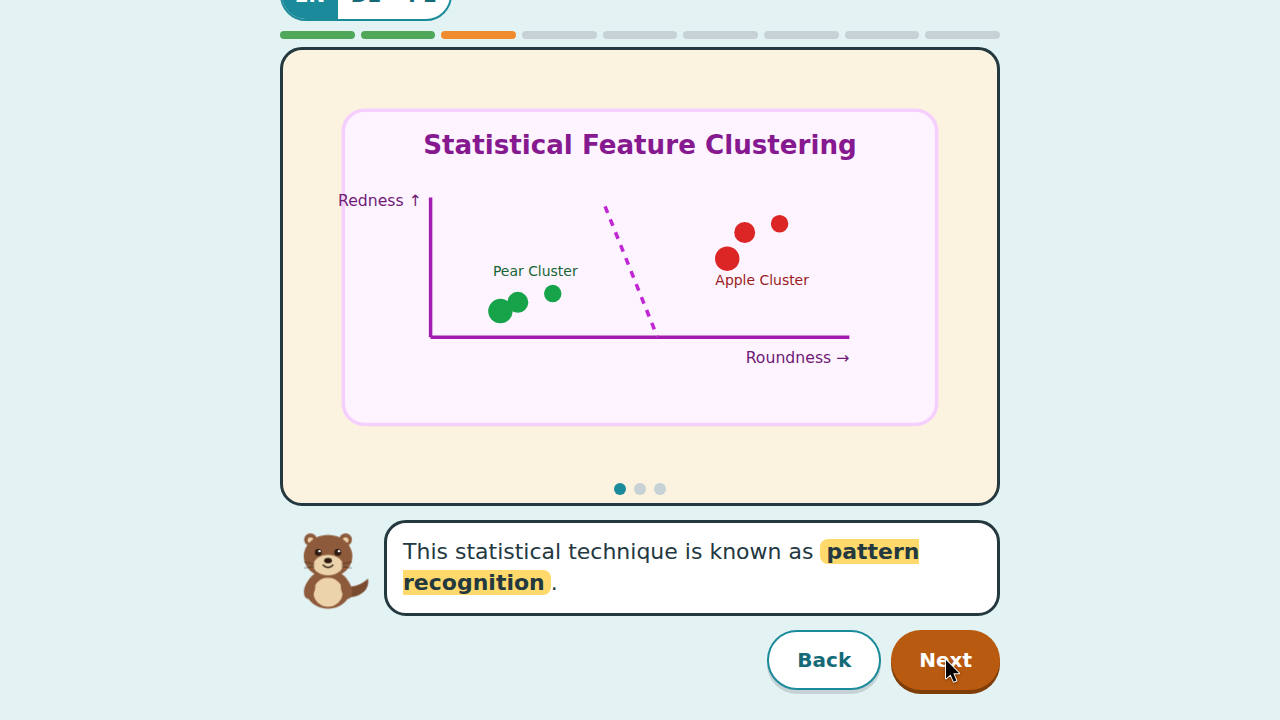 Statistical Feature Clustering
Redness ↑
Pear Cluster
Apple Cluster
Roundness →
This statistical technique is known as pattern
recognition.
Back
Next